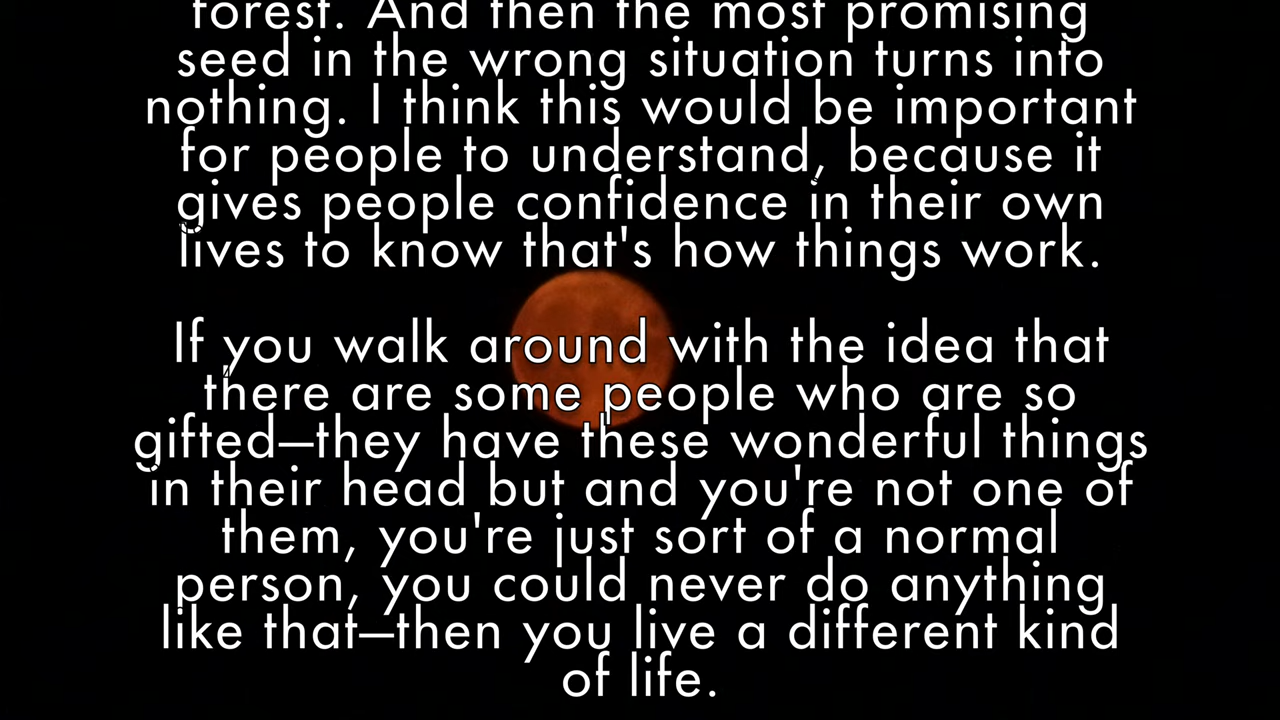 forest. And then the most promising
seed in the wrong situation turns into
nothing. I think this would be important
for people to understand, because it
gives people confidence in their own
lives to know that's how things work.
If you walk around with the idea that
there are some people who are so
gifted—they have these wonderful things
in their head but and you're not one of
them, you're just sort of a normal
person, you could never do anything
like that—then you live a different kind
of life.